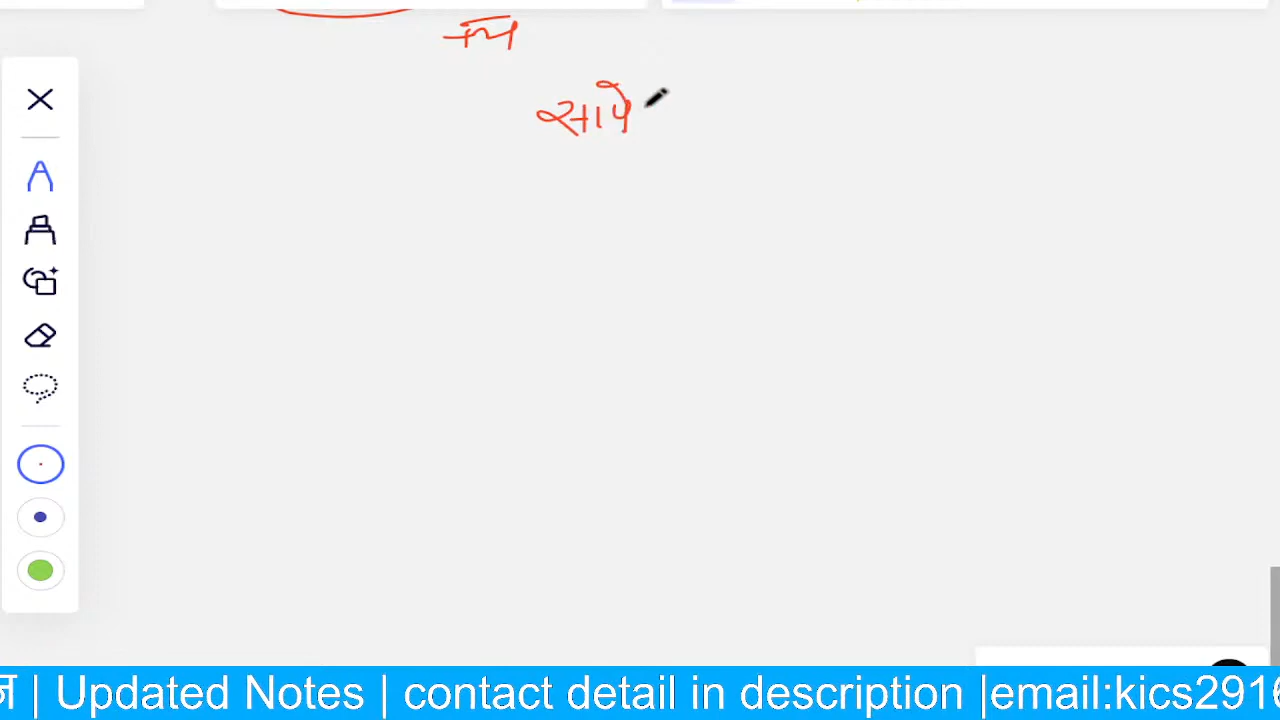 सापे
ज | Updated Notes | contact detail in description |email:kics2916